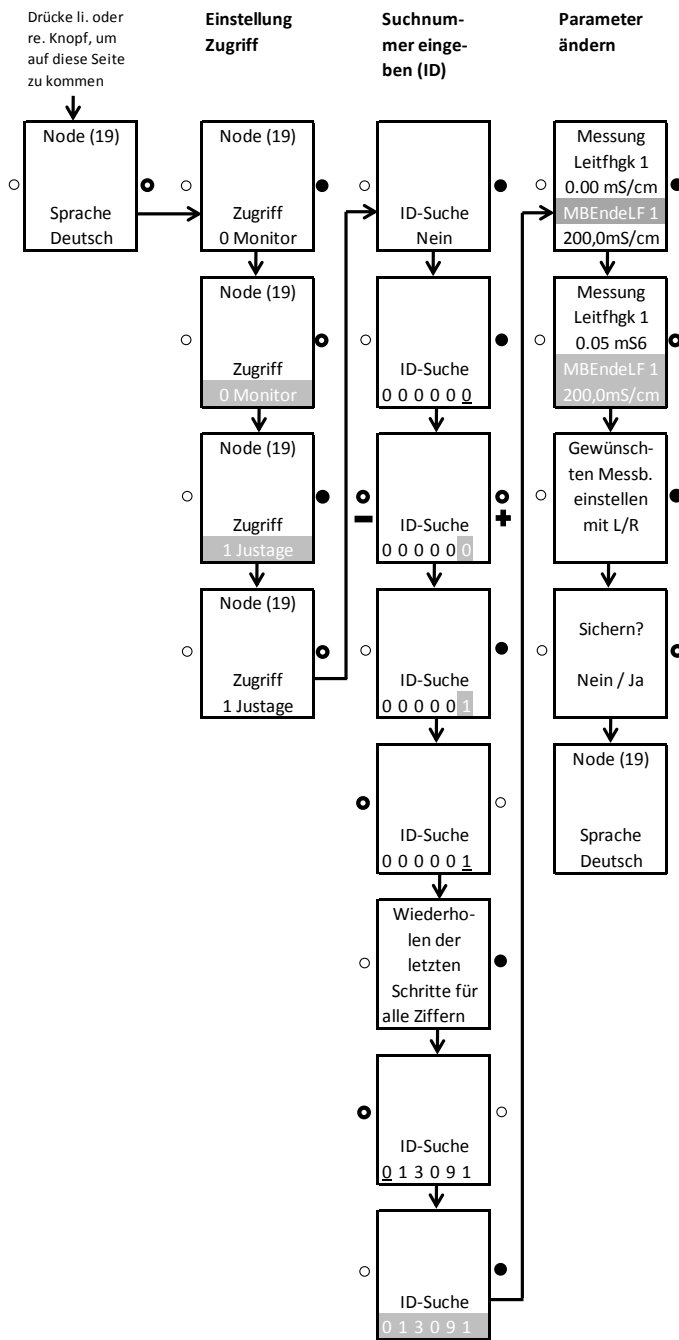 Drücke li. oder
re. Knopf, um
auf diese Seite
zu kommen
Node (19)
Sprache
Deutsch
Einstellung
Zugriff
Node (19)
Zugriff
0 Monitor
Node (19)
Zugriff
0 Monitor
Node (19)
Zugriff
1 Justage
Node (19)
Zugriff
1 Justage
Suchnum-
mer einge-
ben (ID)
ID-Suche
Nein
ID-Suche
0 0 0 0 0 0
− +
ID-Suche
0 0 0 0 0 0
ID-Suche
0 0 0 0 0 1
ID-Suche
0 0 0 0 0 1
Wiederho-
len der
letzten
Schritte für
alle Ziffern
ID-Suche
0 1 3 0 9 1
ID-Suche
0 1 3 0 9 1
Parameter
ändern
Messung
Leitfhgk 1
0.00 mS/cm
MBEndeLF 1
200,0mS/cm
Messung
Leitfhgk 1
0.05 mS6
MBEndeLF 1
200,0mS/cm
Gewünsch-
ten Messb.
einstellen
mit L/R
Sichern?
Nein / Ja
Node (19)
Sprache
Deutsch